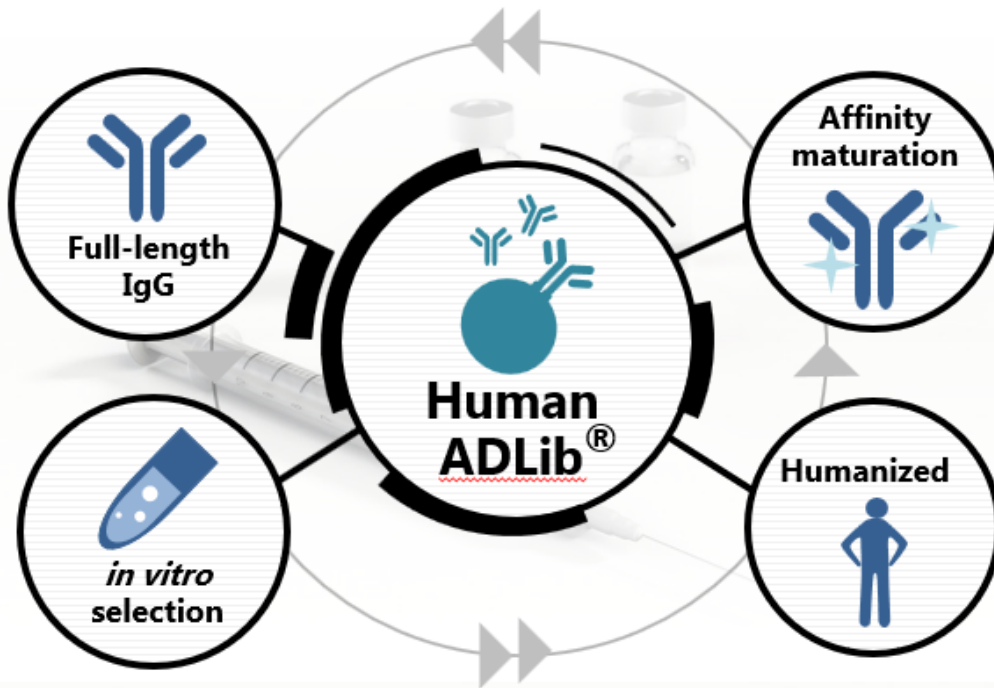 Full-length
IgG
Affinity
maturation
Human
ADLib®
in vitro
selection
Humanized